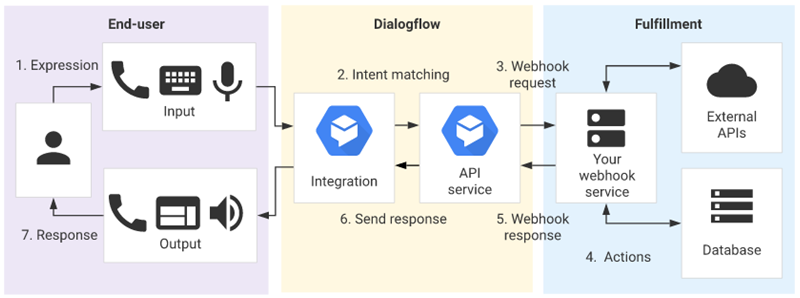 End-user
Dialogflow
Fulfillment
1. Expression
Input
2. Intent matching
3. Webhook
request
External
APIs
Integration
API
service
Your
webhook
service
7. Response
Output
6. Send response
5. Webhook
response
4. Actions
Database